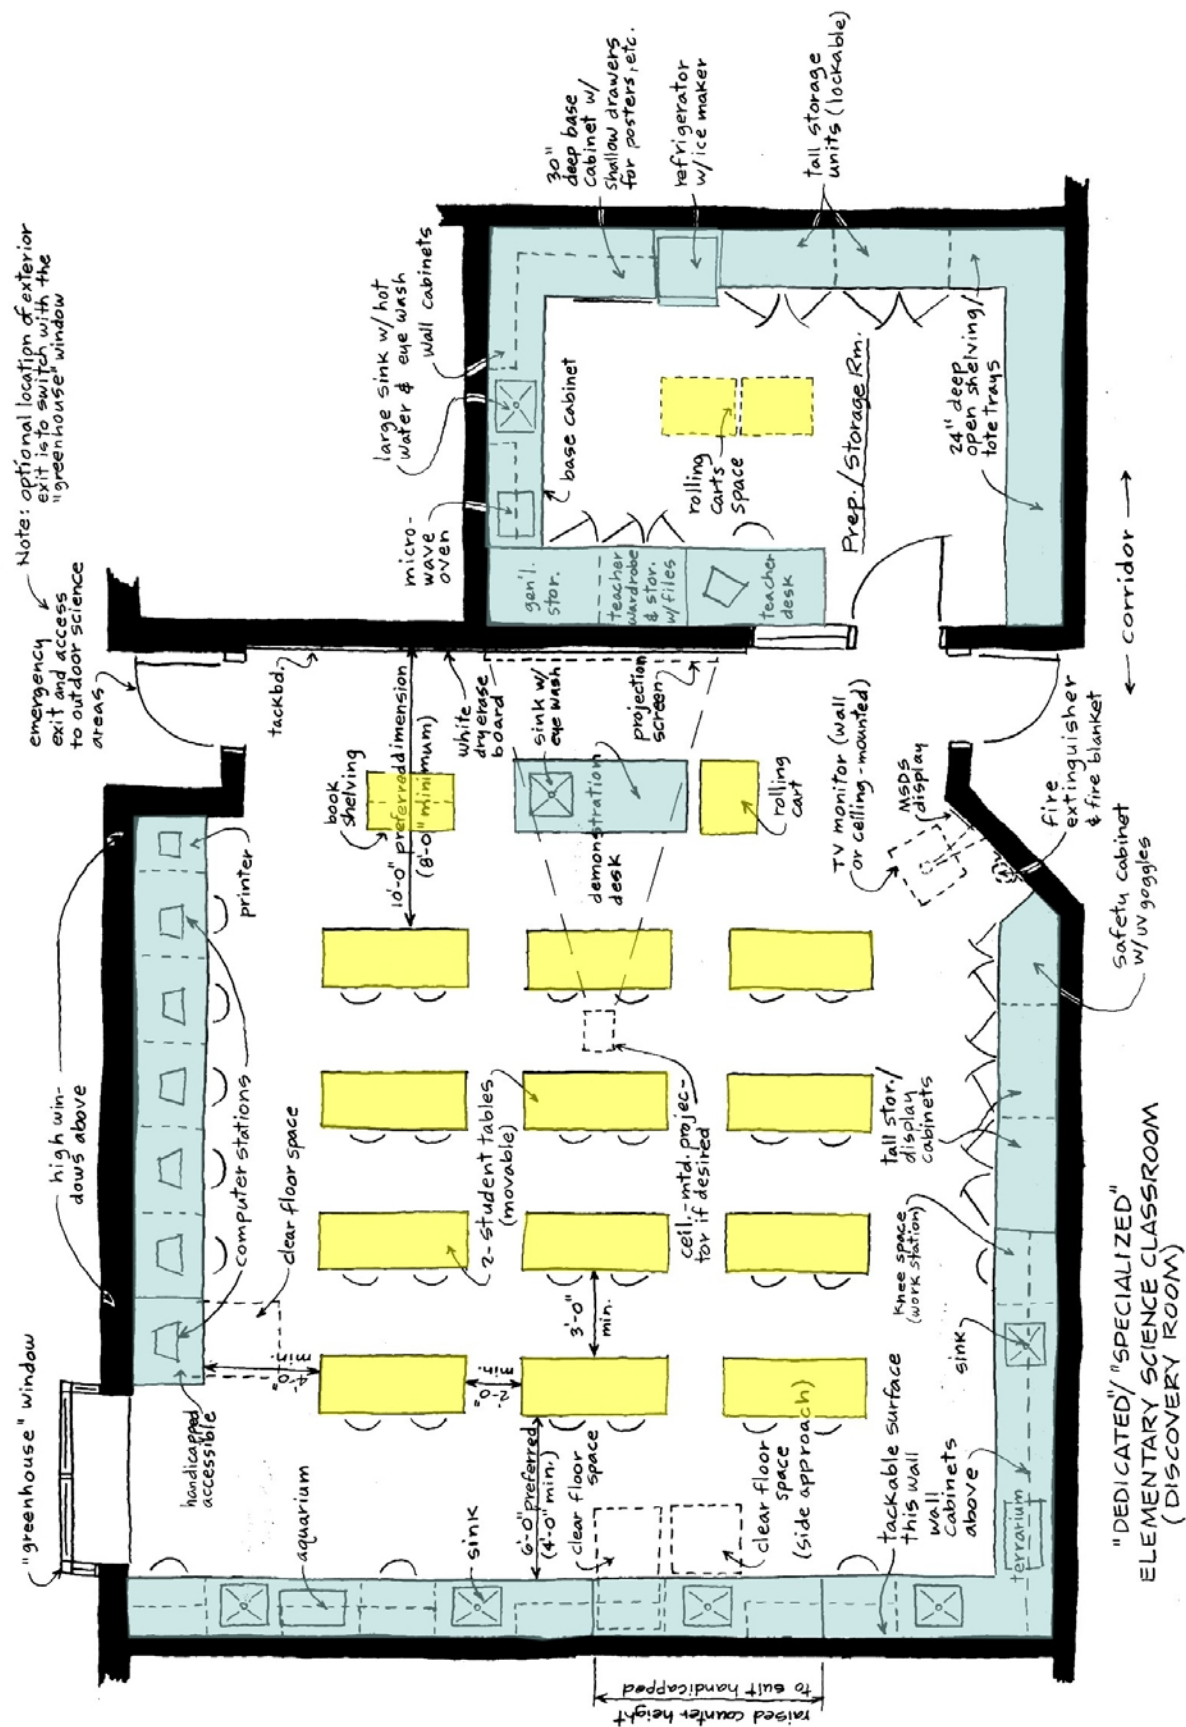 Note: optional location of exterior
exit is to switch with the
"greenhouse" window
emergency
exit and access
to outdoor science
areas
high win-
dows above
"greenhouse" window
large sink w/ hot
water & eye wash
wall cabinets
30"
deep base
cabinet w/
shallow drawers
for posters, etc.
refrigerator
w/ice maker
tall storage
units (lockable)
micro-
wave
oven
base cabinet
rolling
carts
space
Prep./Storage Rm.
24" deep
open shelving/
tote trays
gen'l.
stor.
teacher
wardrobe
& stor.
w/files
teacher
desk
← corridor →
tackbd.
10'-0" preferred dimension
(8'-0" minimum)
white
dry erase
board
sink w/
eye wash
projection
screen
book
shelving
demonstration
desk
rolling
cart
TV monitor (wall
or ceiling-mounted)
MSDS
display
fire
extinguisher
& fire blanket
safety cabinet
w/ uv goggles
printer
computer stations
clear floor space
2-student tables
(movable)
ceil.-mtd. projec-
tor if desired
tall stor./
display
cabinets
knee space
(work station)
sink
3'-0"
min.
4'-0"
min.
2'-0"
min.
handicapped
accessible
aquarium
sink
6'-0" preferred
(4'-0" min.)
clear floor
space
clear floor
space
(side approach)
tackable surface
this wall
wall
cabinets
above
terrarium
raised counter height
to suit handicapped
"DEDICATED"/"SPECIALIZED"
ELEMENTARY SCIENCE CLASSROOM
(DISCOVERY ROOM)